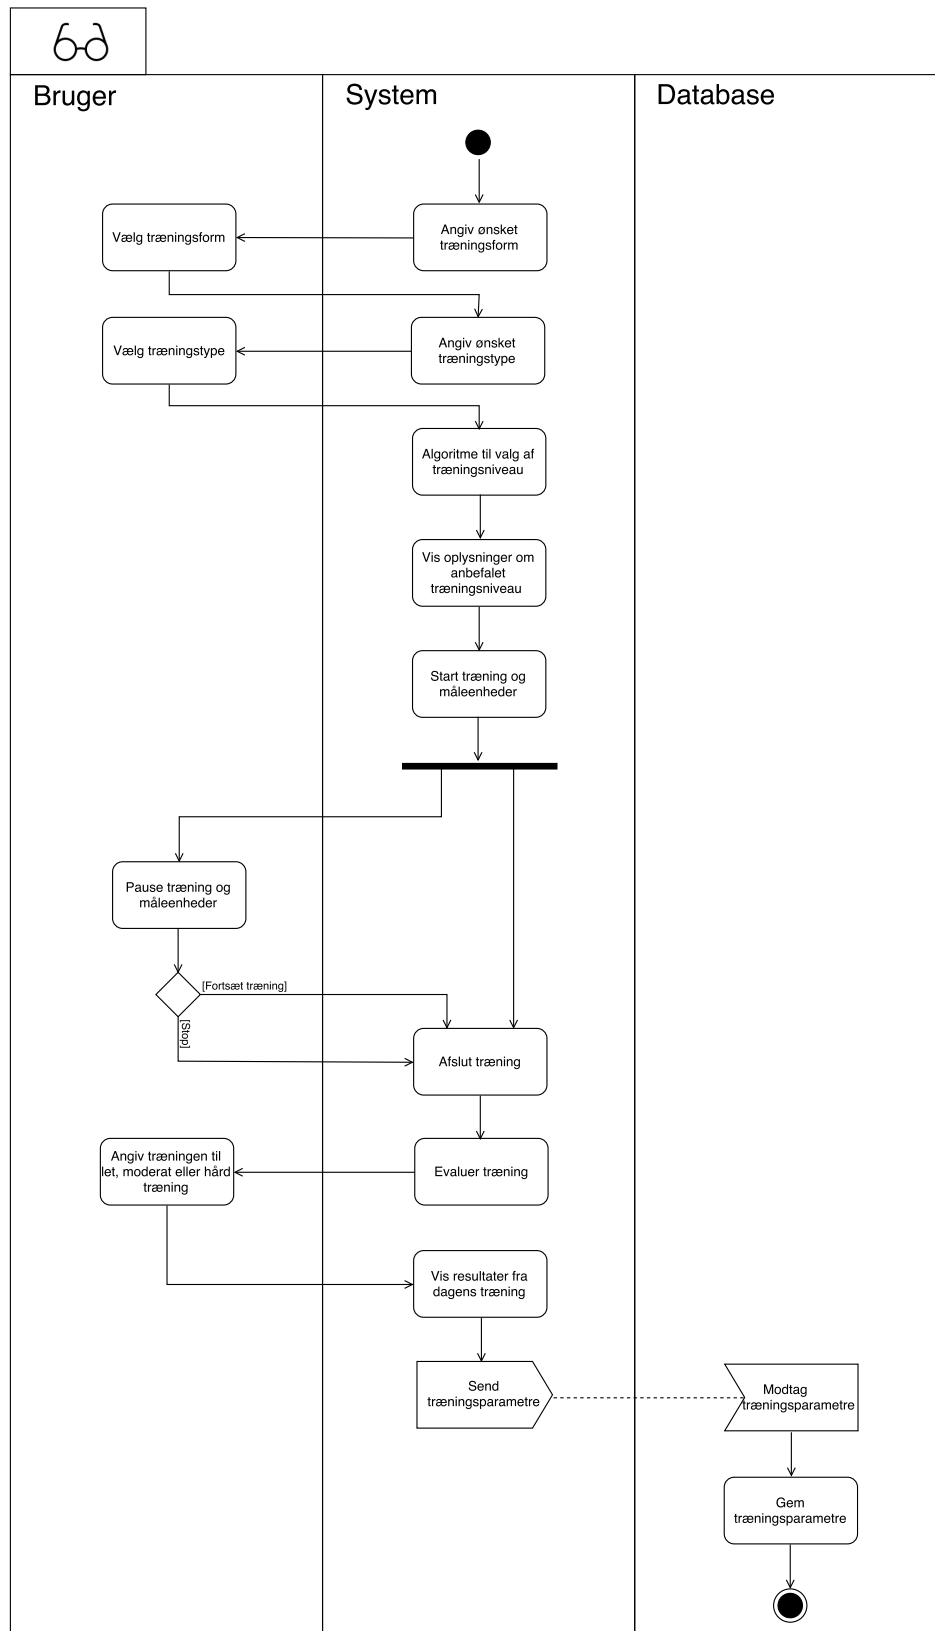 Bruger
System
Database
Angiv ønsket
træningsform
Vælg træningsform
Angiv ønsket
træningstype
Vælg træningstype
Algoritme til valg af
træningsniveau
Vis oplysninger om
anbefalet
træningsniveau
Start træning og
måleenheder
Pause træning og
måleenheder
[Fortsæt træning]
[Stop]
Afslut træning
Evaluer træning
Angiv træningen til
let, moderat eller hård
træning
Vis resultater fra
dagens træning
Send
træningsparametre
Modtag
træningsparametre
Gem
træningsparametre